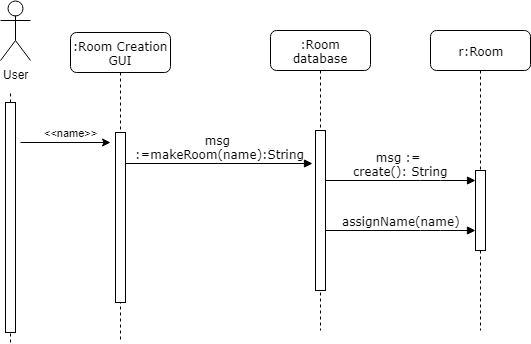 :Room Creation
GUI
:Room
database
r:Room
User
<<name>>
msg
:=makeRoom(name):String
msg :=
create(): String
assignName(name)